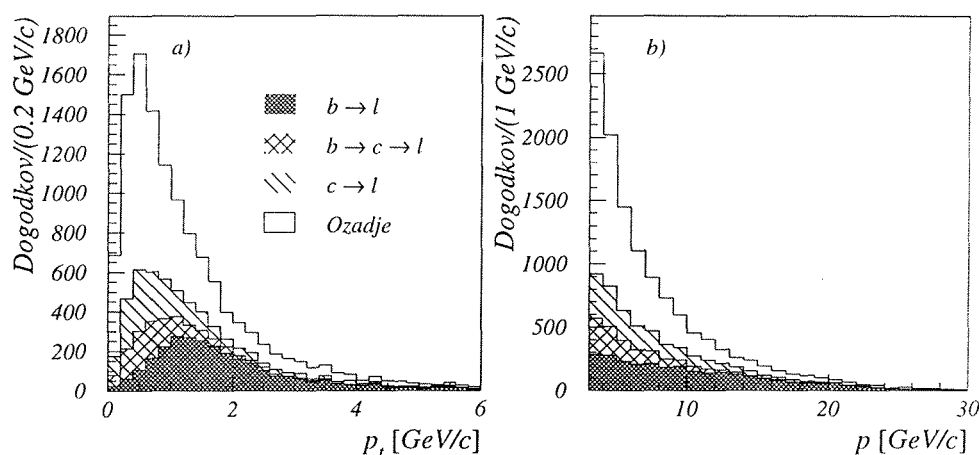 Dogodkov/(0.2 GeV/c)
1800
1600
1400
1200
1000
800
600
400
200
0
a)
b → l
b → c → l
c → l
Ozadje
0
2
4
6
p_t [GeV/c]
Dogodkov/(1 GeV/c)
2500
2000
1500
1000
500
0
b)
10
20
30
p [GeV/c]